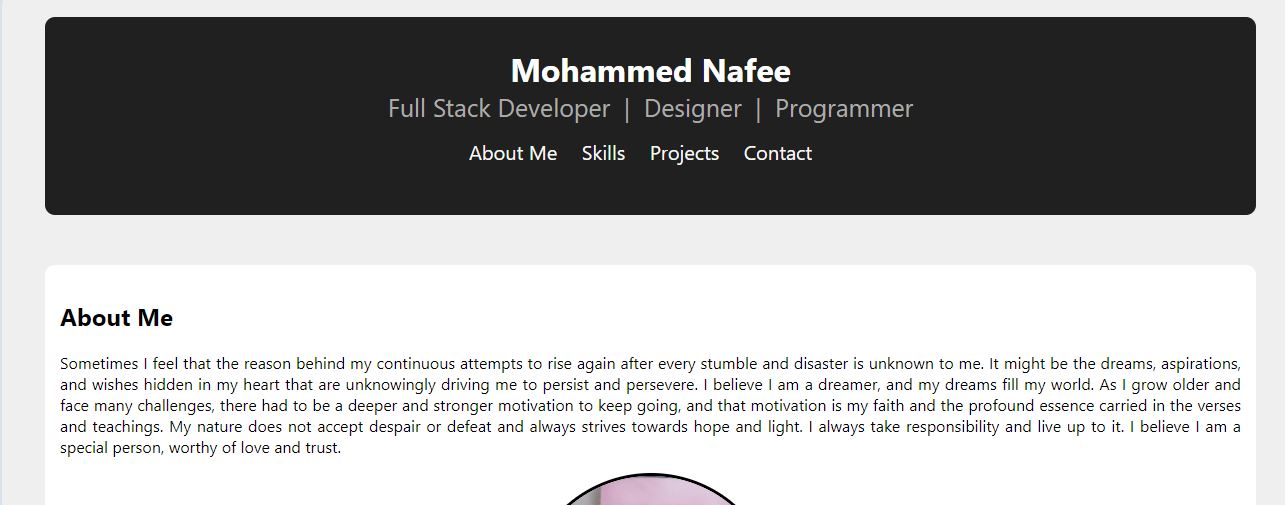 Mohammed Nafee
Full Stack Developer | Designer | Programmer
About Me Skills Projects Contact
About Me
Sometimes I feel that the reason behind my continuous attempts to rise again after every stumble and disaster is unknown to me. It might be the dreams, aspirations,
and wishes hidden in my heart that are unknowingly driving me to persist and persevere. I believe I am a dreamer, and my dreams fill my world. As I grow older and
face many challenges, there had to be a deeper and stronger motivation to keep going, and that motivation is my faith and the profound essence carried in the verses
and teachings. My nature does not accept despair or defeat and always strives towards hope and light. I always take responsibility and live up to it. I believe I am a
special person, worthy of love and trust.